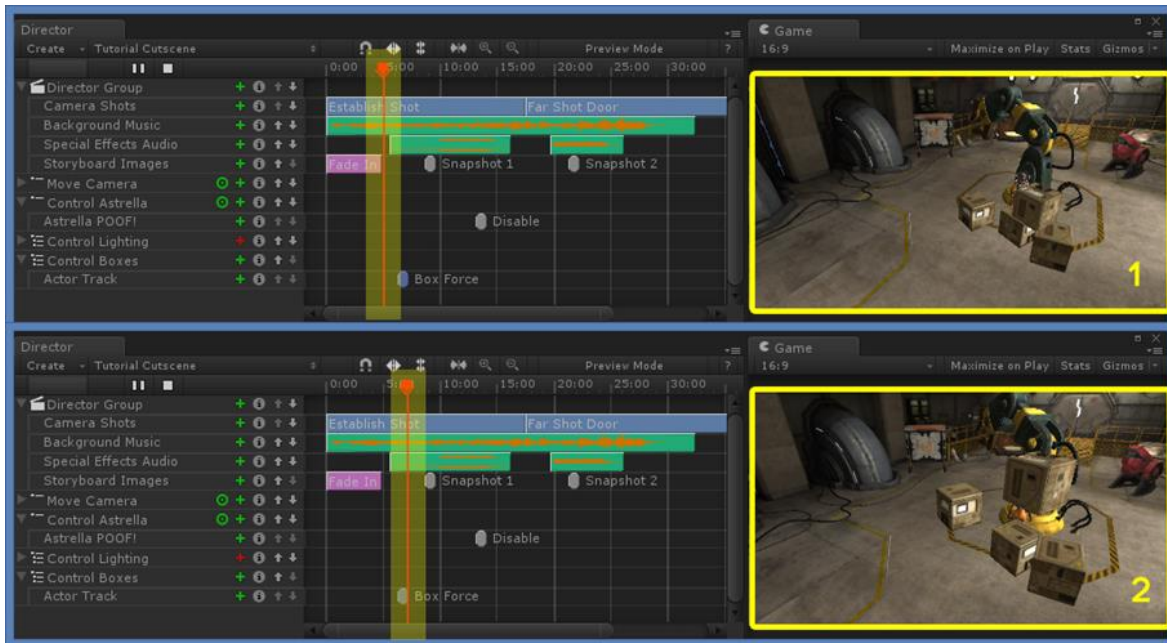 Director
Game
Create Tutorial Cutscene Preview Mode ?
16:9 Maximize on Play Stats Gizmos
0:00 5:00 10:00 15:00 20:00 25:00 30:00
Director Group
Camera Shots Establish Shot Far Shot Door
Background Music
Special Effects Audio
Storyboard Images Fade In Snapshot 1 Snapshot 2
Move Camera
Control Astrella
Astrella POOF! Disable
Control Lighting
Control Boxes
Actor Track Box Force
1
Director
Game
Create Tutorial Cutscene Preview Mode ?
16:9 Maximize on Play Stats Gizmos
0:00 10:00 15:00 20:00 25:00 30:00
Director Group
Camera Shots Establish Shot Far Shot Door
Background Music
Special Effects Audio
Storyboard Images Fade In Snapshot 1 Snapshot 2
Move Camera
Control Astrella
Astrella POOF! Disable
Control Lighting
Control Boxes
Actor Track Box Force
2